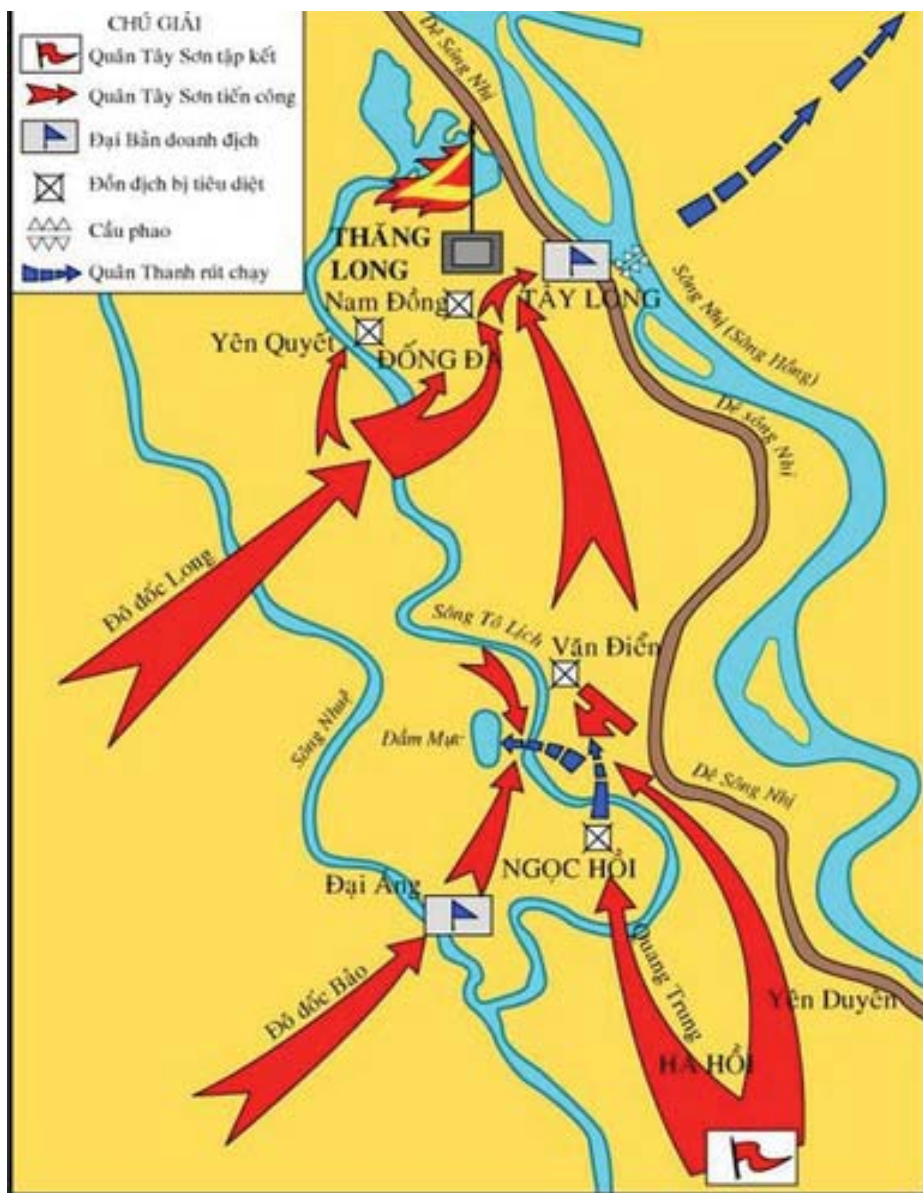 CHÚ GIẢI
Quân Tây Sơn tập kết
Quân Tây Sơn tiến công
Đại Bản doanh địch
Đồn địch bị tiêu diệt
Cầu phao
Quân Thanh rút chạy
Dê Sông Nhị
THĂNG
LONG
TÂY LONG
Nam Đồng
Yên Quyết
ĐỐNG ĐA
Sông Nhị (Sông Hồng)
Dê sông Nhị
Đô đốc Long
Sông Tô Lịch
Văn Điển
Sông Nhuệ
Đầm Mực
Dê Sông Nhị
NGỌC HỒI
Đại Áng
Đô đốc Bảo
Quang Trung
Yên Duyên
HÀ HỒI